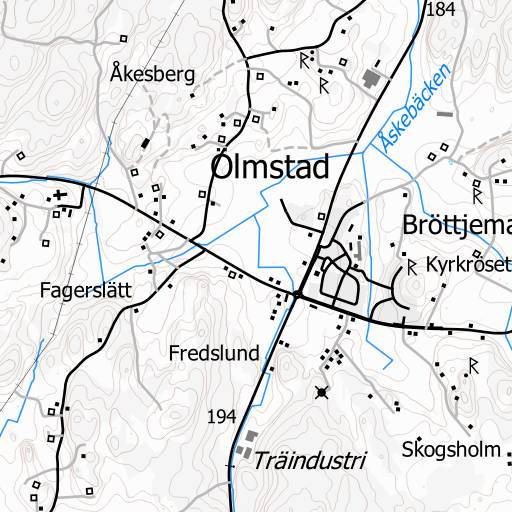 184
Åkesberg
Åskebäcken
Ölmstad
Bröttjema
Kyrkröset
Fagerslätt
Fredslund
194
Skogsholm
Träindustri